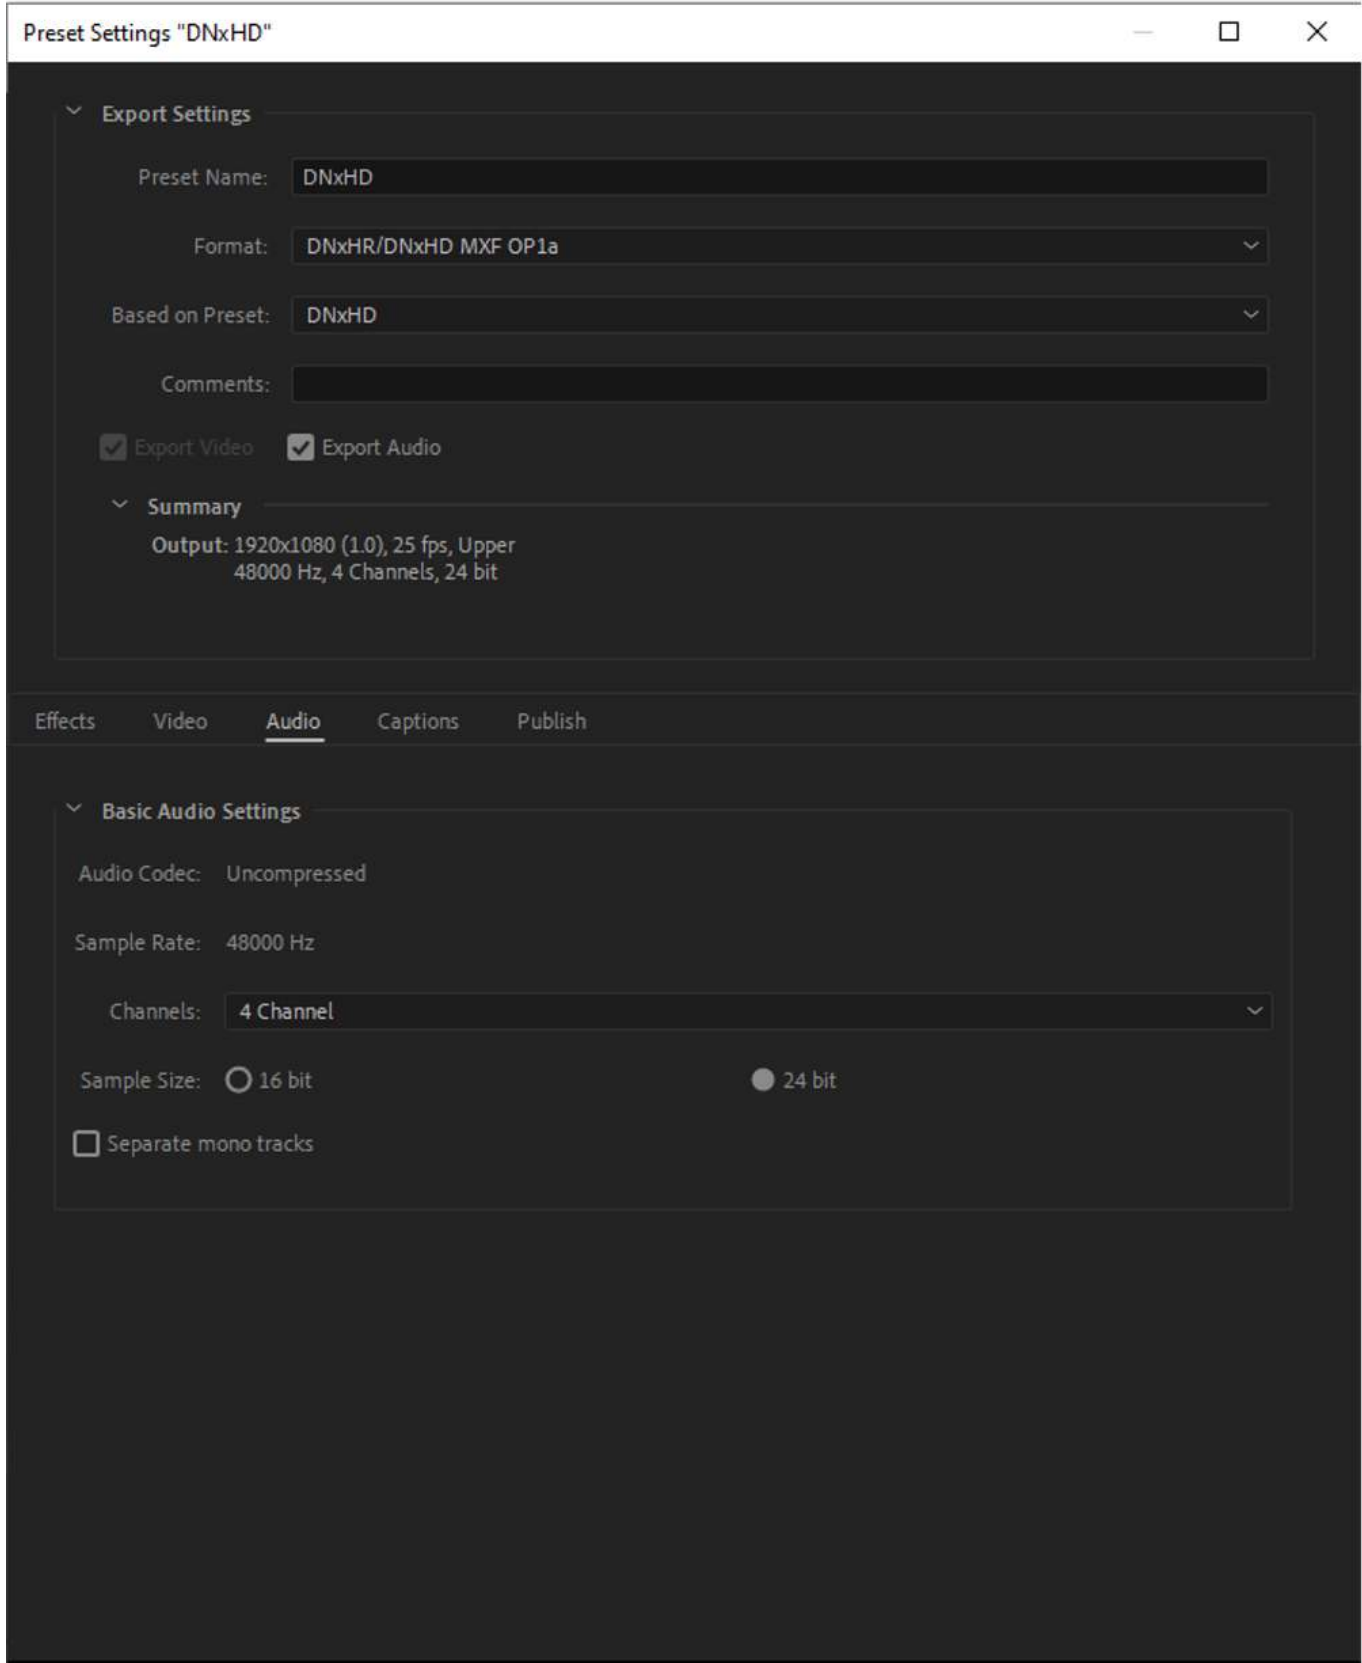 Preset Settings "DNxHD"
Export Settings
Preset Name: DNxHD
Format: DNxHR/DNxHD MXF OP1a
Based on Preset: DNxHD
Comments:
Export Video Export Audio
Summary
Output: 1920x1080 (1.0), 25 fps, Upper
48000 Hz, 4 Channels, 24 bit
Effects Video Audio Captions Publish
Basic Audio Settings
Audio Codec: Uncompressed
Sample Rate: 48000 Hz
Channels: 4 Channel
Sample Size: 16 bit 24 bit
Separate mono tracks